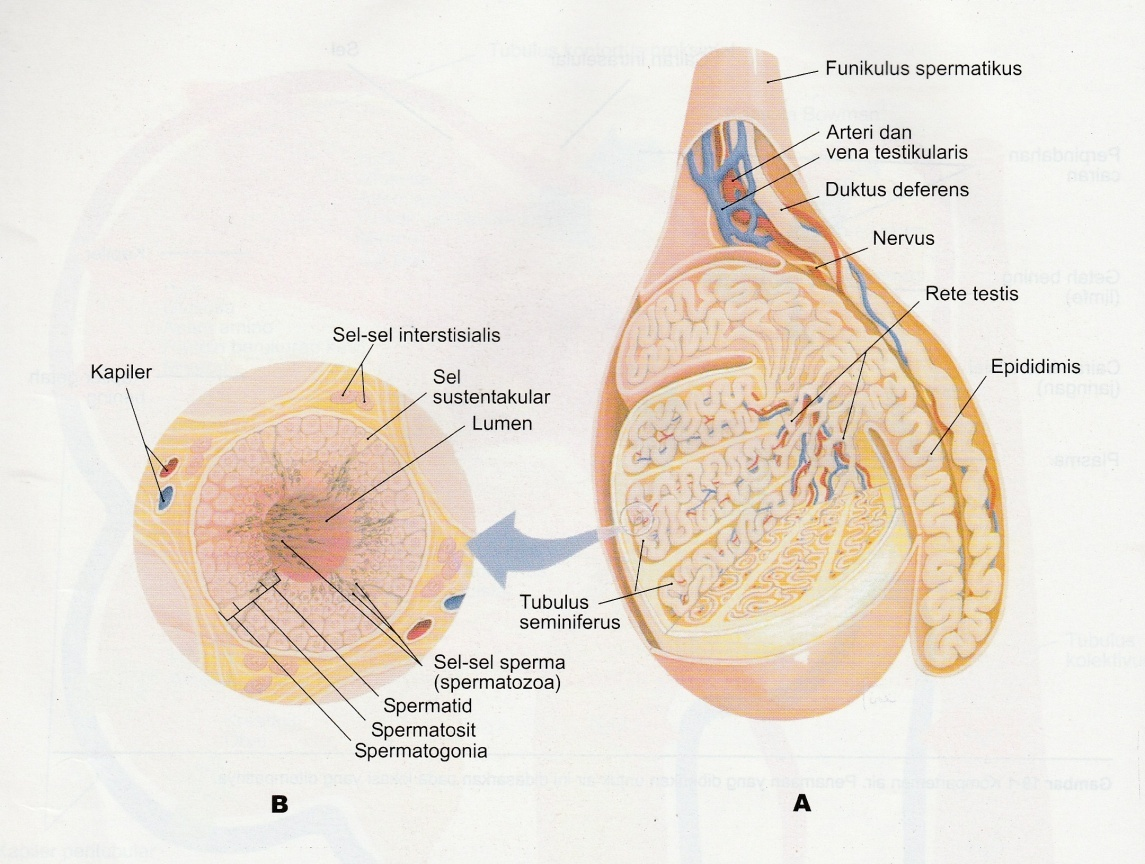 Funikulus spermatikus
Arteri dan
vena testikularis
Duktus deferens
Nervus
Rete testis
Epididimis
Tubulus
seminiferus
A
Sel-sel interstisialis
Kapiler
Sel
sustentakular
Lumen
Sel-sel sperma
(spermatozoa)
Spermatid
Spermatosit
Spermatogonia
B